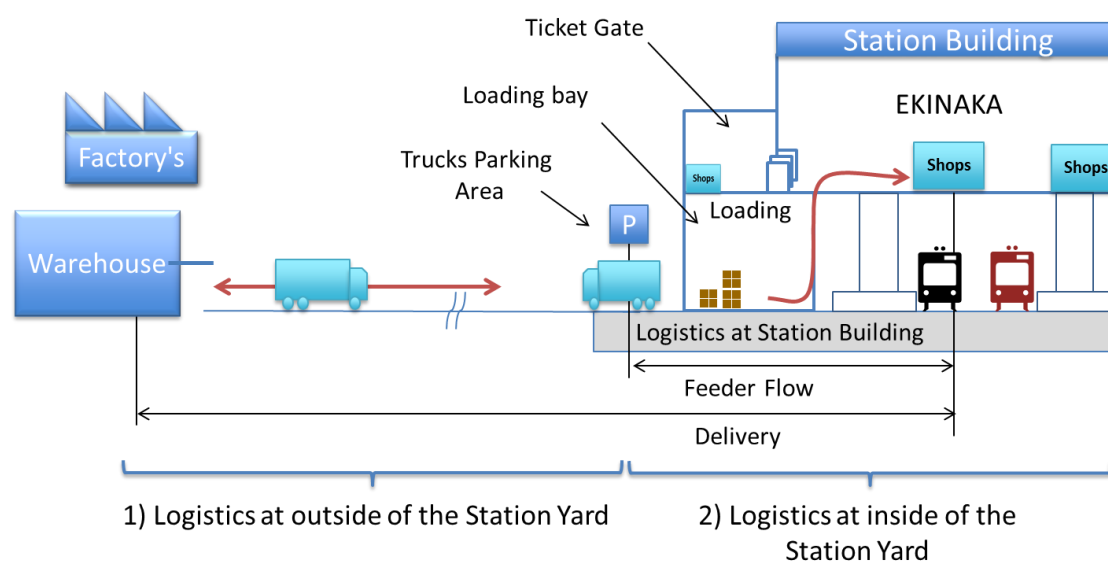 Ticket Gate
Station Building
Loading bay
EKINAKA
Factory's
Trucks Parking
Area
Shops
Shops
Shops
P
Loading
Warehouse
Logistics at Station Building
Feeder Flow
Delivery
1) Logistics at outside of the Station Yard
2) Logistics at inside of the
Station Yard